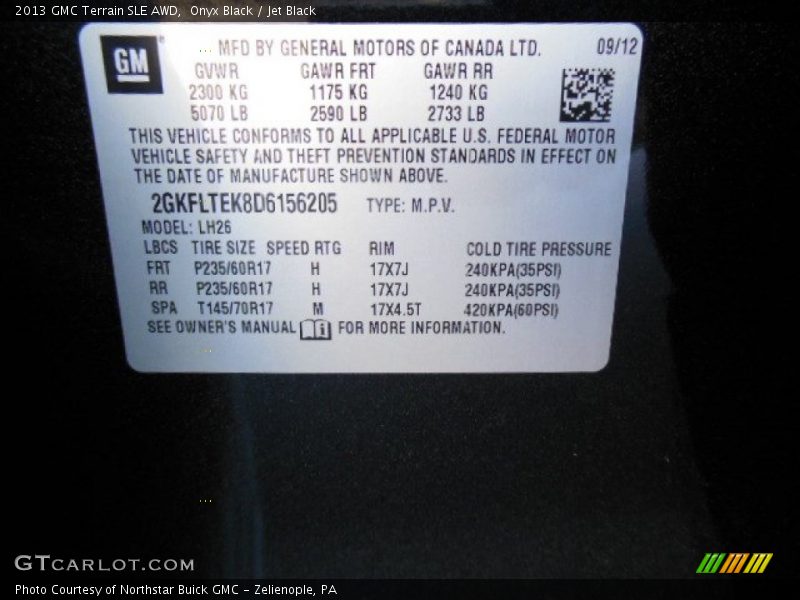 2013 GMC Terrain SLE AWD, Onyx Black / Jet Black
GM MFD BY GENERAL MOTORS OF CANADA LTD. 09/12
GVWR GAWR FRT GAWR RR
2300 KG 1175 KG 1240 KG
5070 LB 2590 LB 2733 LB
THIS VEHICLE CONFORMS TO ALL APPLICABLE U.S. FEDERAL MOTOR
VEHICLE SAFETY AND THEFT PREVENTION STANDARDS IN EFFECT ON
THE DATE OF MANUFACTURE SHOWN ABOVE.
2GKFLTEK8D6156205 TYPE: M.P.V.
MODEL: LH26
LBCS TIRE SIZE SPEED RTG RIM COLD TIRE PRESSURE
FRT P235/60R17 H 17X7J 240KPA(35PSI)
RR P235/60R17 H 17X7J 240KPA(35PSI)
SPA T145/70R17 M 17X4.5T 420KPA(60PSI)
SEE OWNER'S MANUAL FOR MORE INFORMATION.
GTCARLOT.COM
Photo Courtesy of Northstar Buick GMC - Zelienople, PA